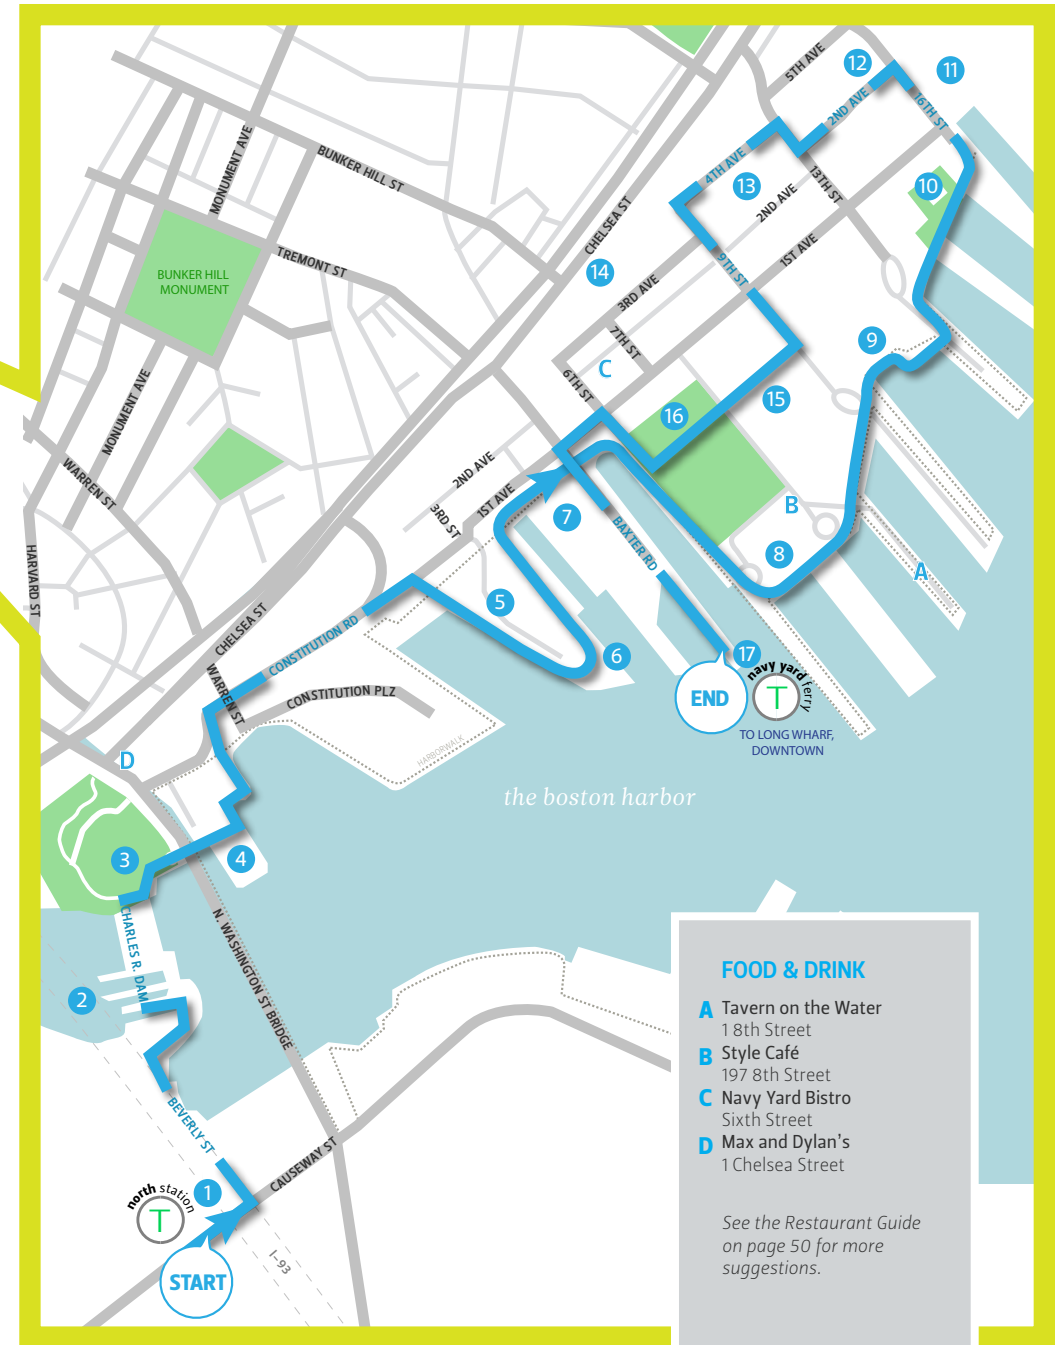 5TH AVE
12
11
2ND AVE
16TH ST
MONUMENT AVE
BUNKER HILL ST
4TH AVE
13
13TH ST
10
2ND AVE
CHELSEA ST
1ST AVE
TREMONT ST
BUNKER HILL
MONUMENT
14
9TH ST
3RD AVE
7TH ST
9
C
6TH ST
15
16
MONUMENT AVE
WARREN ST
2ND AVE
1ST AVE
3RD ST
B
7
BAXTER RD
8
A
HARVARD ST
5
CHELSEA ST
CONSTITUTION RD
6
17
WARREN ST
CONSTITUTION PLZ
END
navy yard ferry
T
TO LONG WHARF,
DOWNTOWN
HARBORWALK
D
the boston harbor
3
4
CHARLES R. DAM
N. WASHINGTON ST BRIDGE
2
BEVERLY ST
CAUSEWAY ST
1
north station
T
I-93
START
FOOD & DRINK
A Tavern on the Water
1 8th Street
B Style Café
197 8th Street
C Navy Yard Bistro
Sixth Street
D Max and Dylan's
1 Chelsea Street
See the Restaurant Guide
on page 50 for more
suggestions.